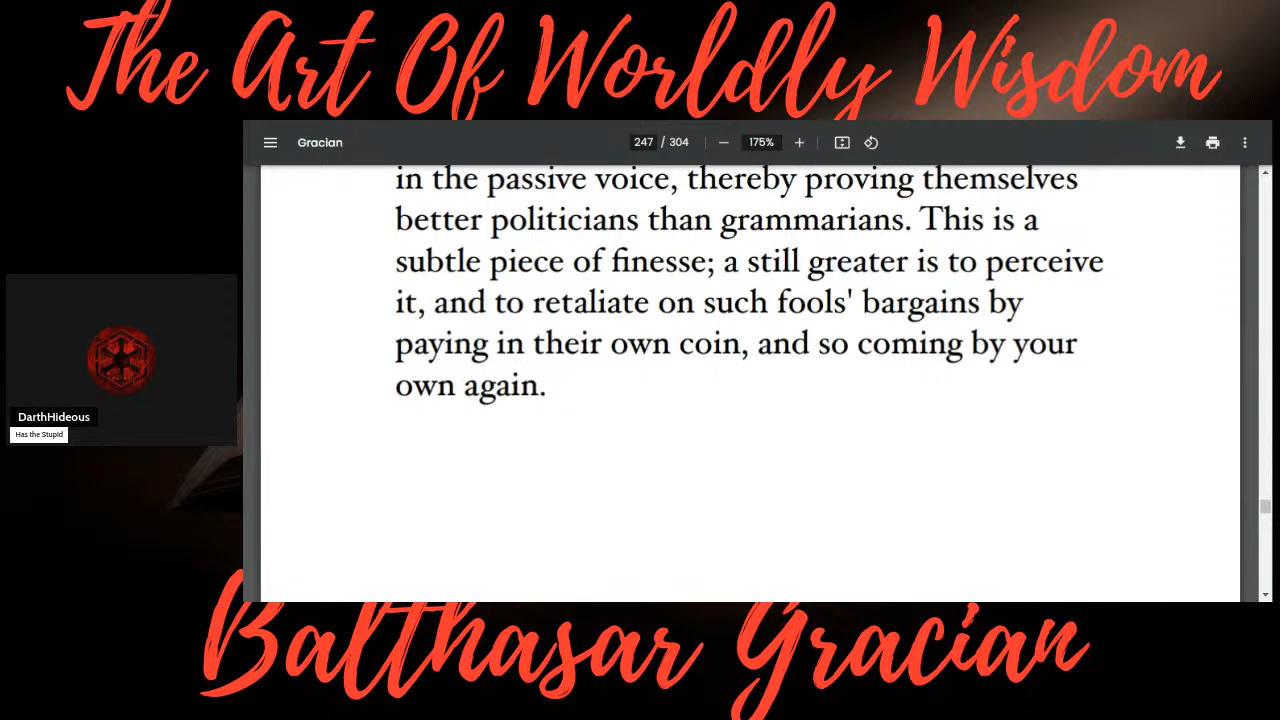 The Art Of Worldly Wisdom
Gracian
247 / 304
175%
in the passive voice, thereby proving themselves
better politicians than grammarians. This is a
subtle piece of finesse; a still greater is to perceive
it, and to retaliate on such fools' bargains by
paying in their own coin, and so coming by your
own again.
DarthHideous
Has the Stupid
Balthasar Gracian